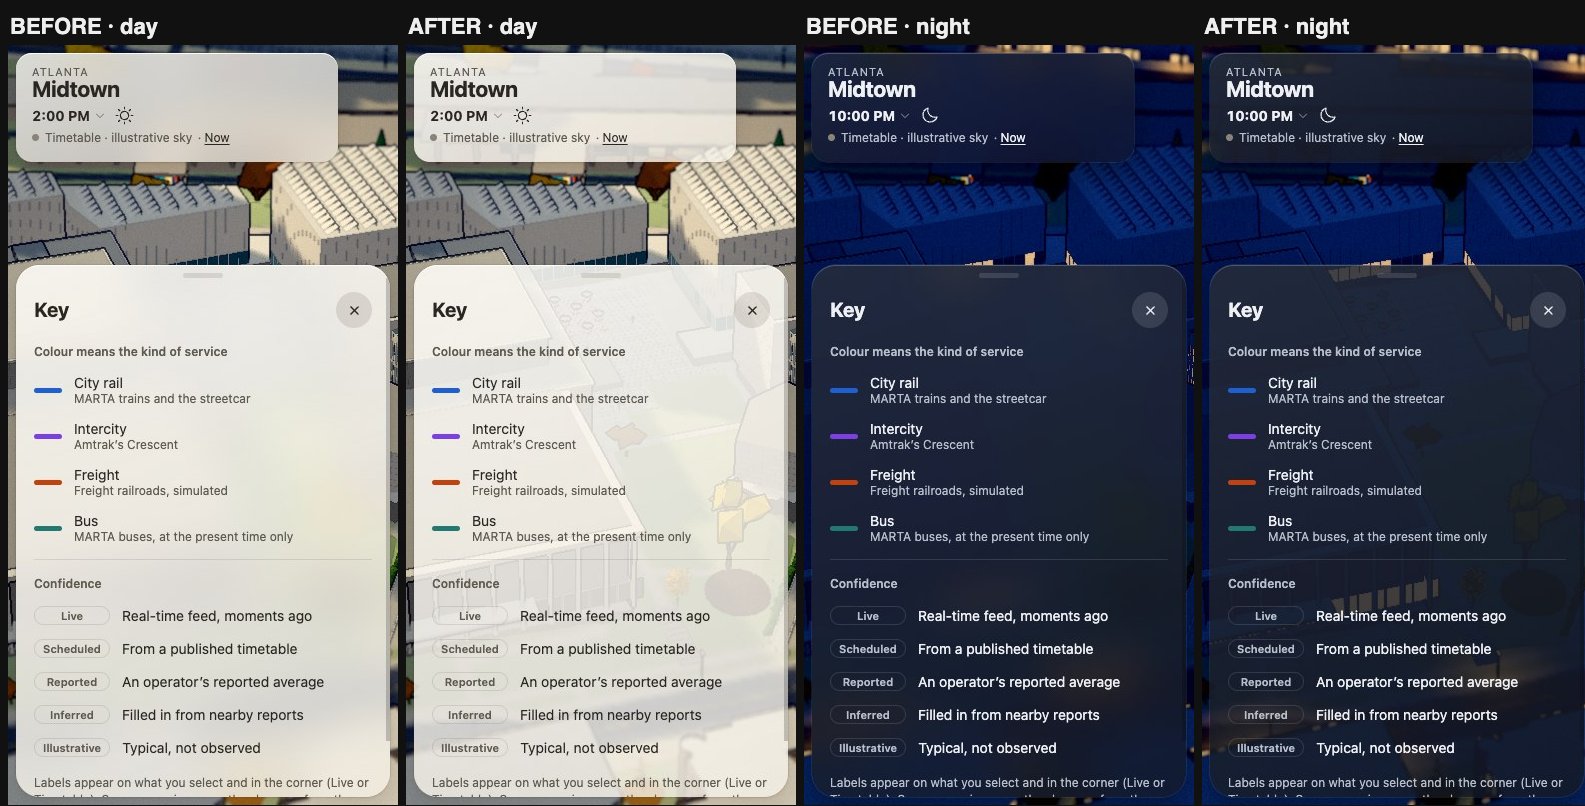 BEFORE · day
ATLANTA
Midtown
2:00 PM
Timetable · illustrative sky · Now
Key
Colour means the kind of service
City rail
MARTA trains and the streetcar
Intercity
Amtrak’s Crescent
Freight
Freight railroads, simulated
Bus
MARTA buses, at the present time only
Confidence
Live Real-time feed, moments ago
Scheduled From a published timetable
Reported An operator’s reported average
Inferred Filled in from nearby reports
Illustrative Typical, not observed
Labels appear on what you select and in the corner (Live or
AFTER · day
ATLANTA
Midtown
2:00 PM
Timetable · illustrative sky · Now
Key
Colour means the kind of service
City rail
MARTA trains and the streetcar
Intercity
Amtrak’s Crescent
Freight
Freight railroads, simulated
Bus
MARTA buses, at the present time only
Confidence
Live Real-time feed, moments ago
Scheduled From a published timetable
Reported An operator’s reported average
Inferred Filled in from nearby reports
Illustrative Typical, not observed
Labels appear on what you select and in the corner (Live or
BEFORE · night
ATLANTA
Midtown
10:00 PM
Timetable · illustrative sky · Now
Key
Colour means the kind of service
City rail
MARTA trains and the streetcar
Intercity
Amtrak’s Crescent
Freight
Freight railroads, simulated
Bus
MARTA buses, at the present time only
Confidence
Live Real-time feed, moments ago
Scheduled From a published timetable
Reported An operator’s reported average
Inferred Filled in from nearby reports
Illustrative Typical, not observed
Labels appear on what you select and in the corner (Live or
AFTER · night
ATLANTA
Midtown
10:00 PM
Timetable · illustrative sky · Now
Key
Colour means the kind of service
City rail
MARTA trains and the streetcar
Intercity
Amtrak’s Crescent
Freight
Freight railroads, simulated
Bus
MARTA buses, at the present time only
Confidence
Live Real-time feed, moments ago
Scheduled From a published timetable
Reported An operator’s reported average
Inferred Filled in from nearby reports
Illustrative Typical, not observed
Labels appear on what you select and in the corner (Live or